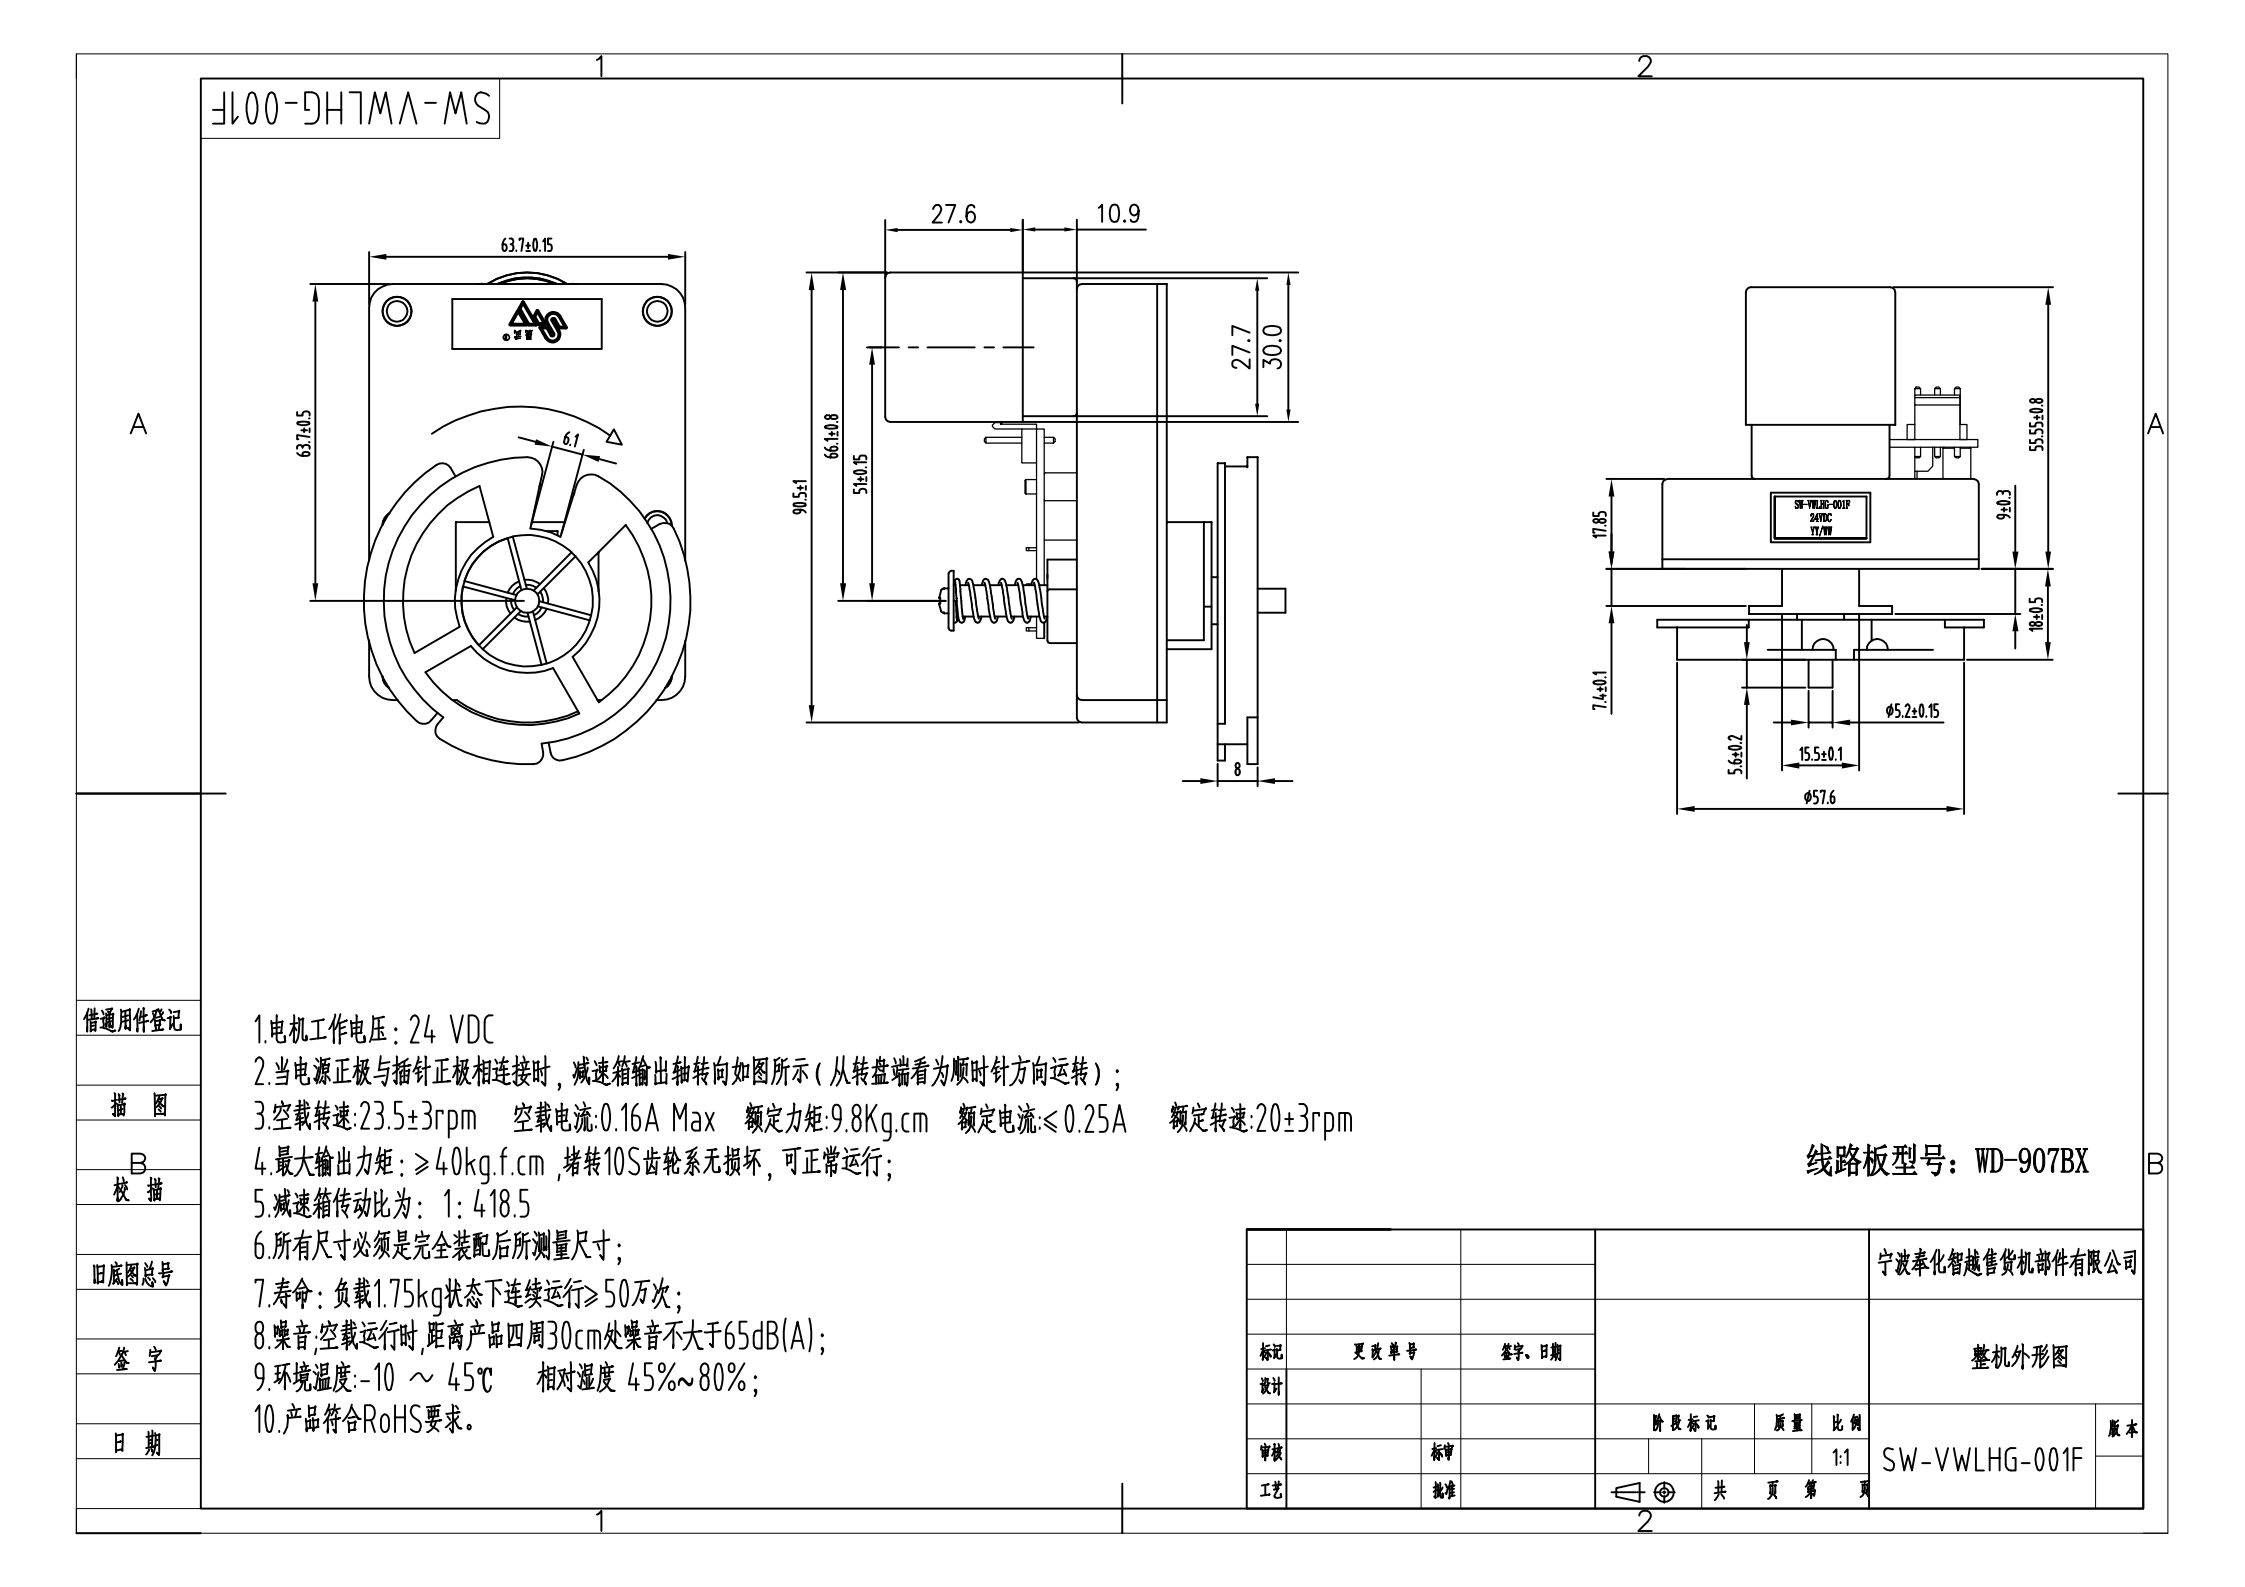 1
2
SW-VWLHG-001F
27.6
10.9
63.7±0.15
63.7±0.5
6.1
90.5±1
66.1±0.8
51±0.15
27.7
30.0
8
55.55±0.8
17.85
SW-VWLHG-001F
24VDC
YY/WW
9±0.3
18±0.5
7.4±0.1
5.6±0.2
ϕ5.2±0.15
15.5±0.1
ϕ57.6
A
A
借通用件登记
描 图
B
校 描
旧底图总号
签 字
日 期
1.电机工作电压: 24 VDC
2.当电源正极与插针正极相连接时, 减速箱输出轴转向如图所示(从转盘端看为顺时针方向运转);
3.空载转速:23.5±3rpm 空载电流:0.16A Max 额定力矩:9.8Kg.cm 额定电流:≤0.25A 额定转速:20±3rpm
4.最大输出力矩: ≥40kg.f.cm ,堵转10S齿轮系无损坏, 可正常运行;
5.减速箱传动比为: 1: 418.5
6.所有尺寸必须是完全装配后所测量尺寸;
7.寿命: 负载1.75kg状态下连续运行≥50万次;
8.噪音;空载运行时,距离产品四周30cm处噪音不大于65dB(A);
9.环境温度:-10 ～ 45℃ 相对湿度 45%~80%;
10.产品符合RoHS要求。
线路板型号: WD-907BX
B
宁波奉化智越售货机部件有限公司
标记 更改单号 签字、日期
整机外形图
设计
阶段标记 质量 比例
版本
审核 标审
1:1
SW-VWLHG-001F
工艺 批准
共 页 第 页
1
2